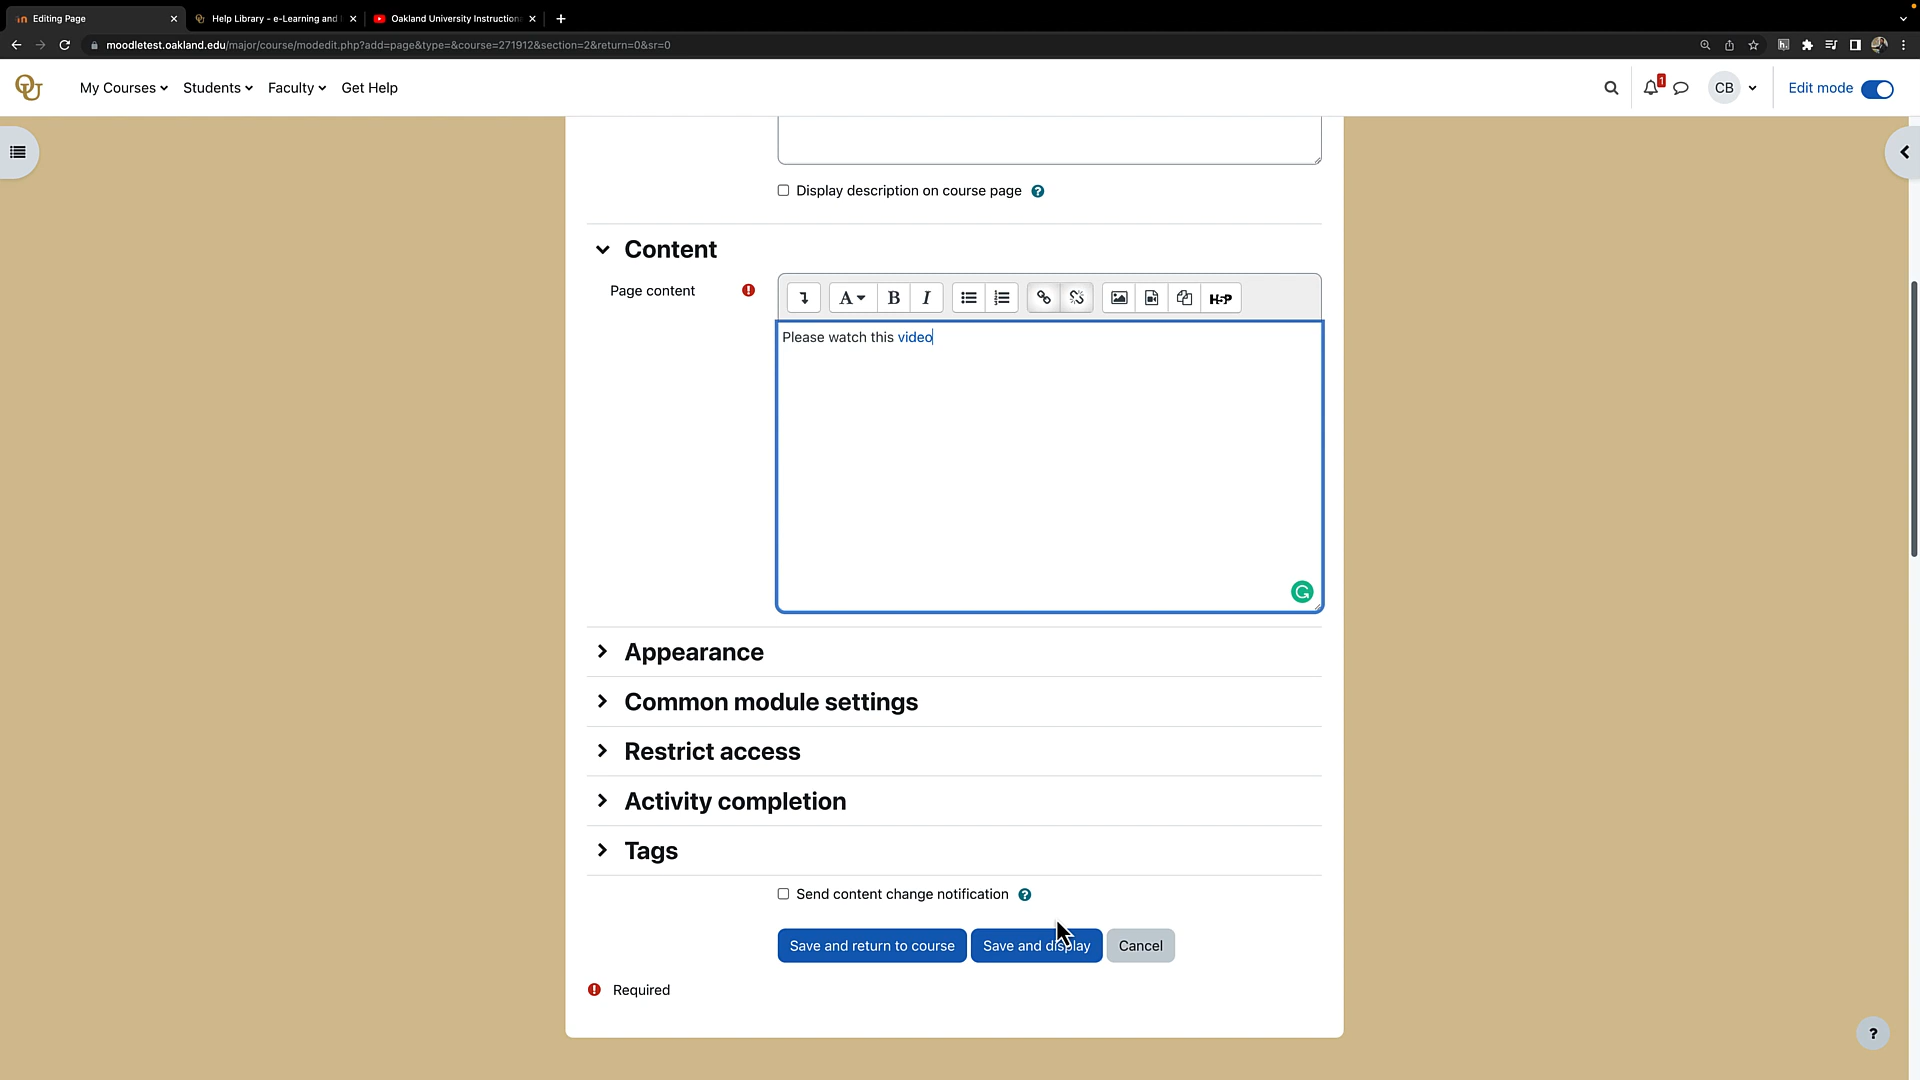 Editing Page
Help Library - e-Learning and
Oakland University Instruction
moodletest.oakland.edu/major/course/modedit.php?add=page&type=&course=271912&section=2&return=0&sr=0
OU
My Courses
Students
Faculty
Get Help
1
CB
Edit mode
Display description on course page
Content
Page content
A
B
I
H5P
Please watch this video
Appearance
Common module settings
Restrict access
Activity completion
Tags
Send content change notification
Save and return to course
Save and display
Cancel
Required